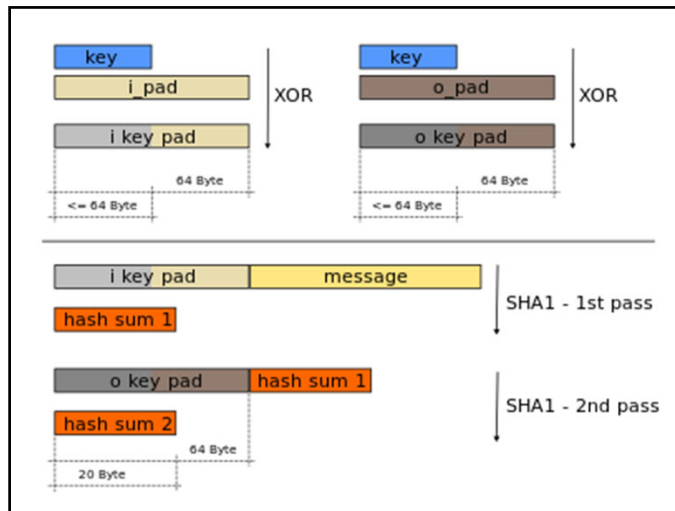 key
i_pad
XOR
i key pad
64 Byte
<= 64 Byte
key
o_pad
XOR
o key pad
64 Byte
<= 64 Byte
i key pad message
SHA1 - 1st pass
hash sum 1
o key pad hash sum 1
SHA1 - 2nd pass
hash sum 2
64 Byte
20 Byte